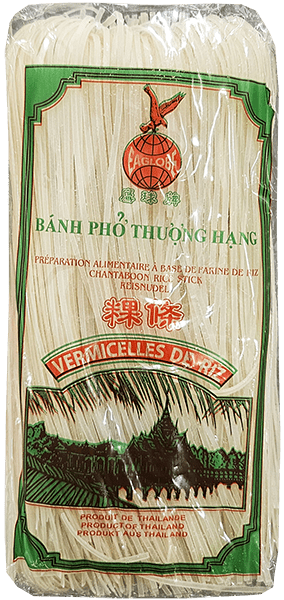 EAGLOBE
鷹球牌
BÁNH PHỞ THƯỢNG HẠNG
PRÉPARATION ALIMENTAIRE À BASE DE FARINE DE RIZ
CHANTABOON RICE STICK
REISNUDEL
粿條
VERMICELLES DE RIZ
PRODUIT DE THAILANDE
PRODUCT OF THAILAND
PRODUKT AUS THAILAND